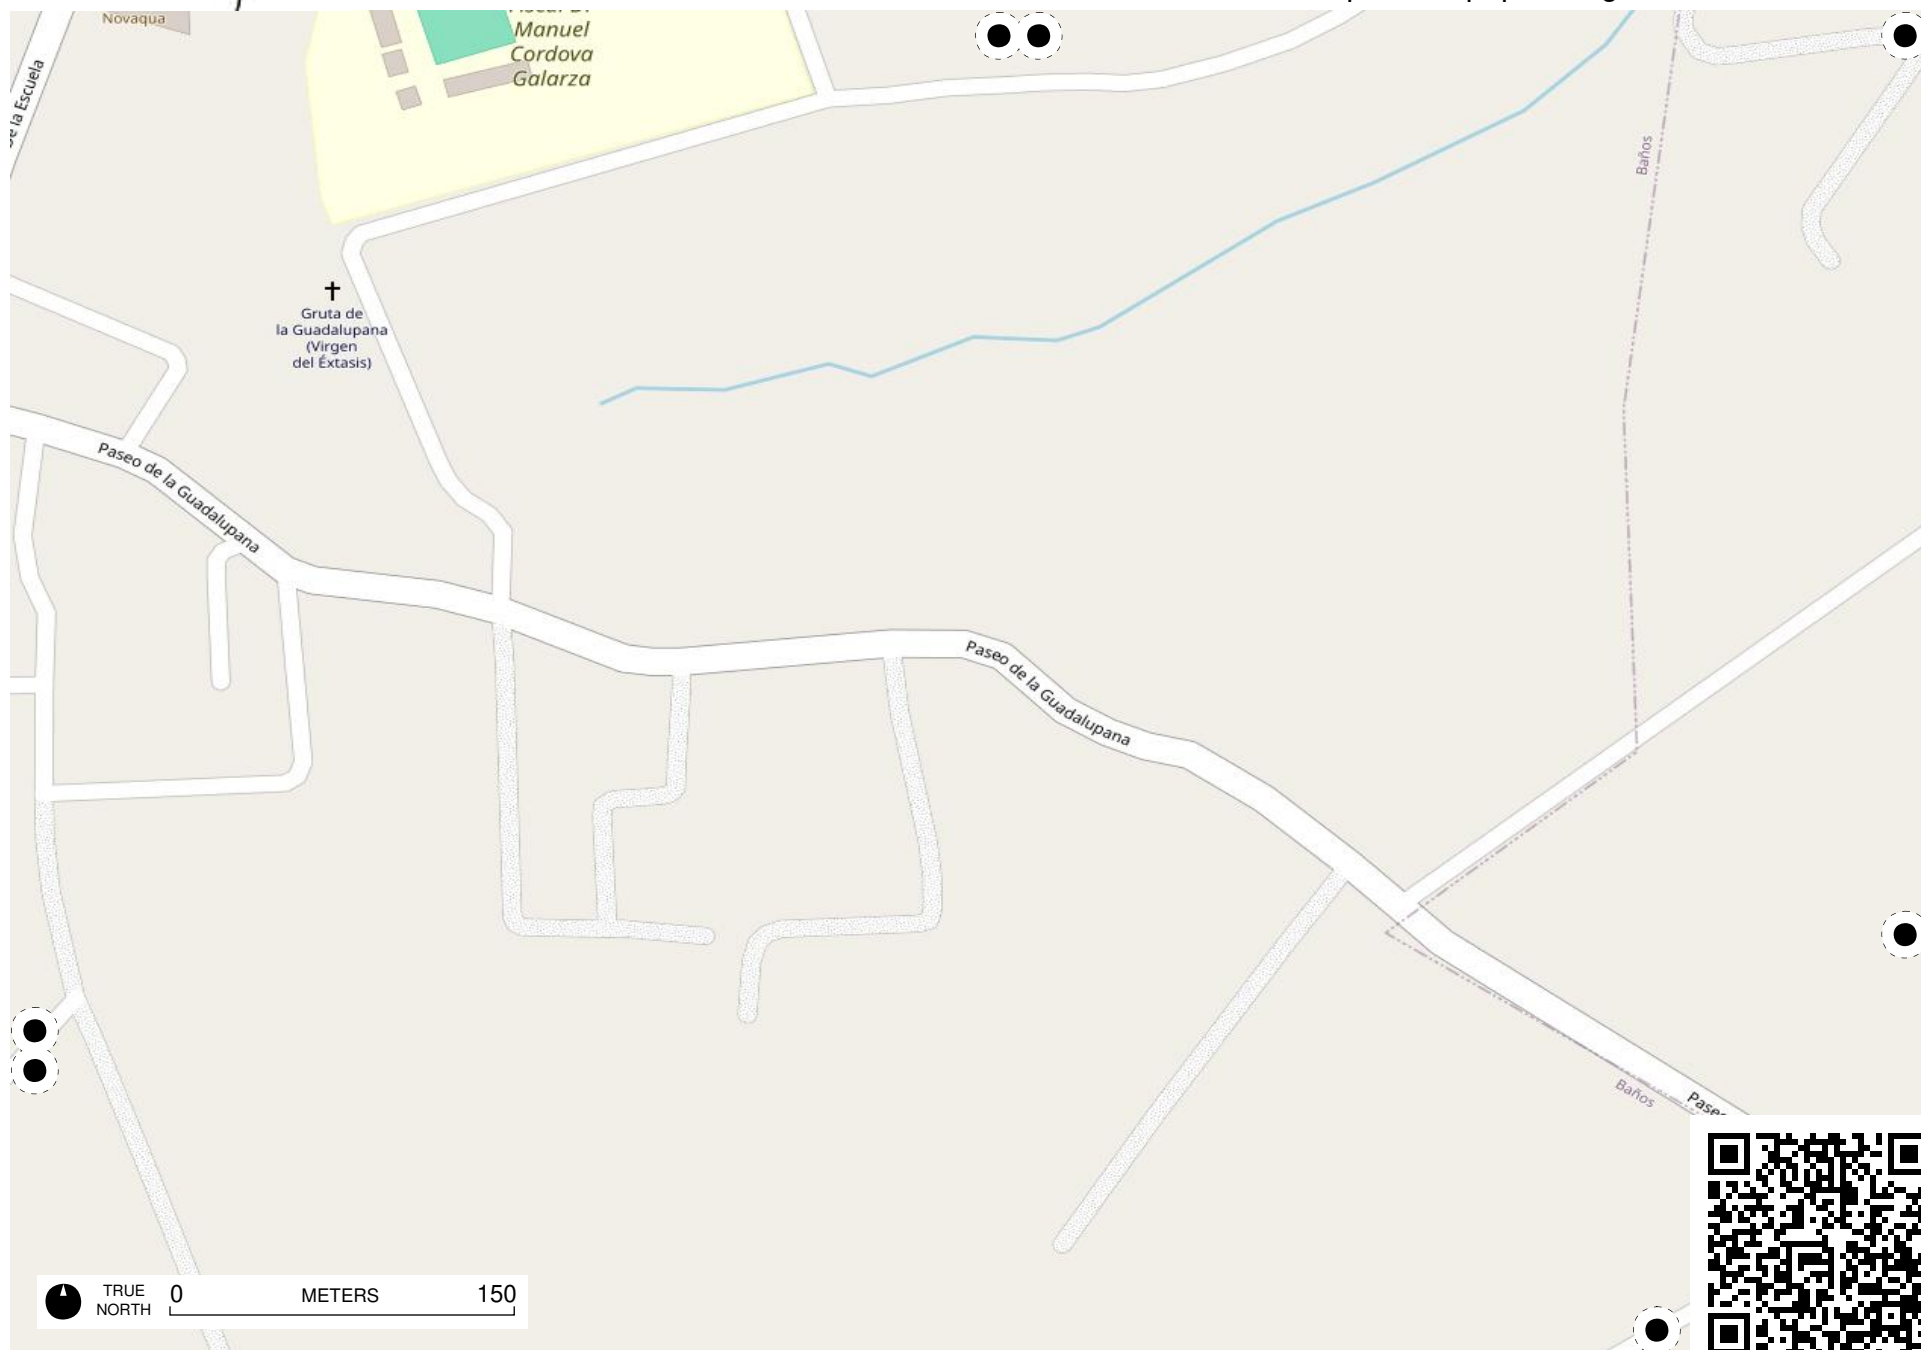 Novaqua
Manuel
Cordova
Galarza
de la Escuela
Baños
Gruta de
la Guadalupana
(Virgen
del Éxtasis)
Paseo de la Guadalupana
Paseo de la Guadalupana
Baños
TRUE
NORTH
0
METERS
150